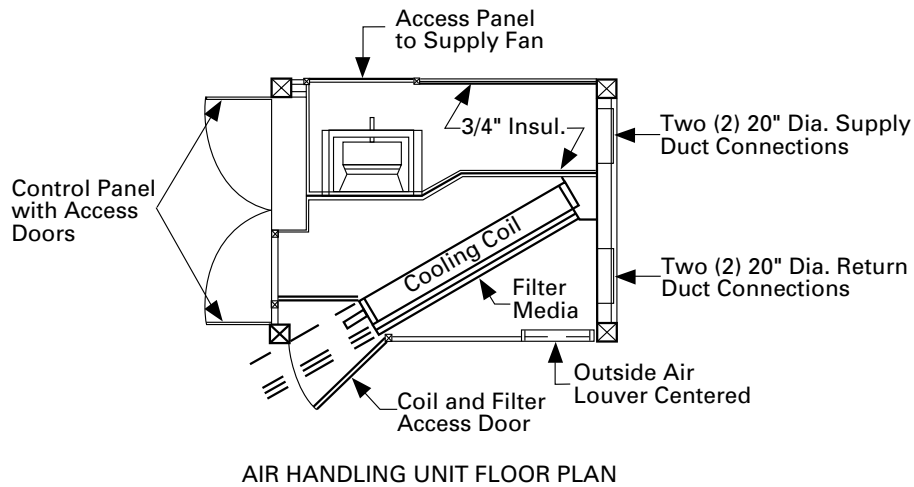 Access Panel
to Supply Fan
3/4" Insul.
Two (2) 20" Dia. Supply
Duct Connections
Control Panel
with Access
Doors
Cooling Coil
Filter
Media
Two (2) 20" Dia. Return
Duct Connections
Outside Air
Louver Centered
Coil and Filter
Access Door
AIR HANDLING UNIT FLOOR PLAN